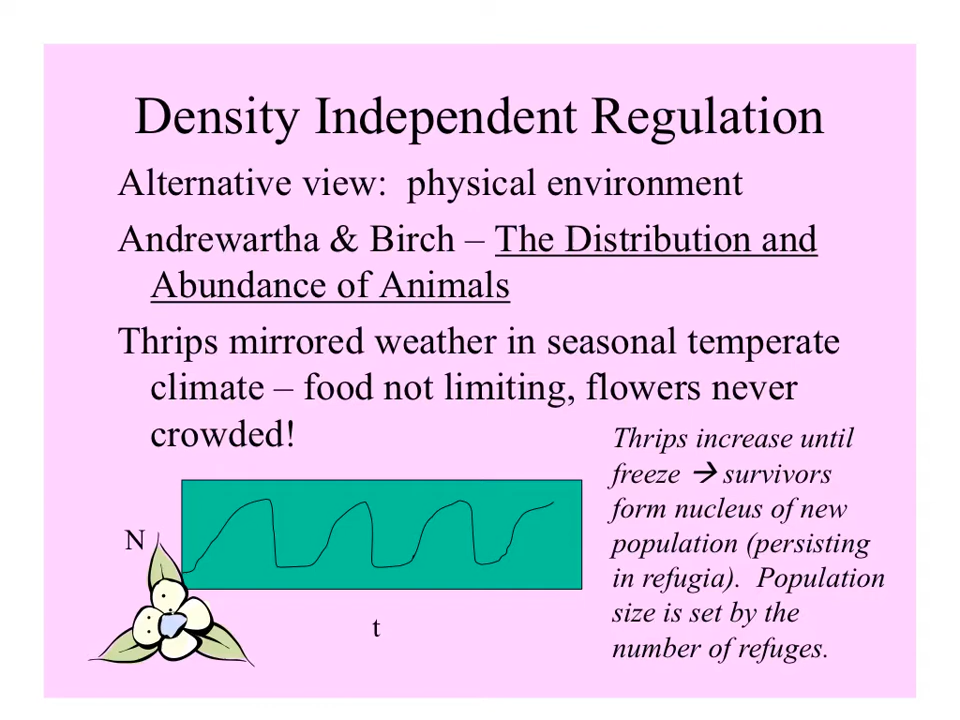 Density Independent Regulation
Alternative view: physical environment
Andrewartha & Birch – The Distribution and
Abundance of Animals
Thrips mirrored weather in seasonal temperate
climate – food not limiting, flowers never
crowded!
Thrips increase until
freeze → survivors
form nucleus of new
population (persisting
in refugia). Population
size is set by the
number of refuges.
N
t